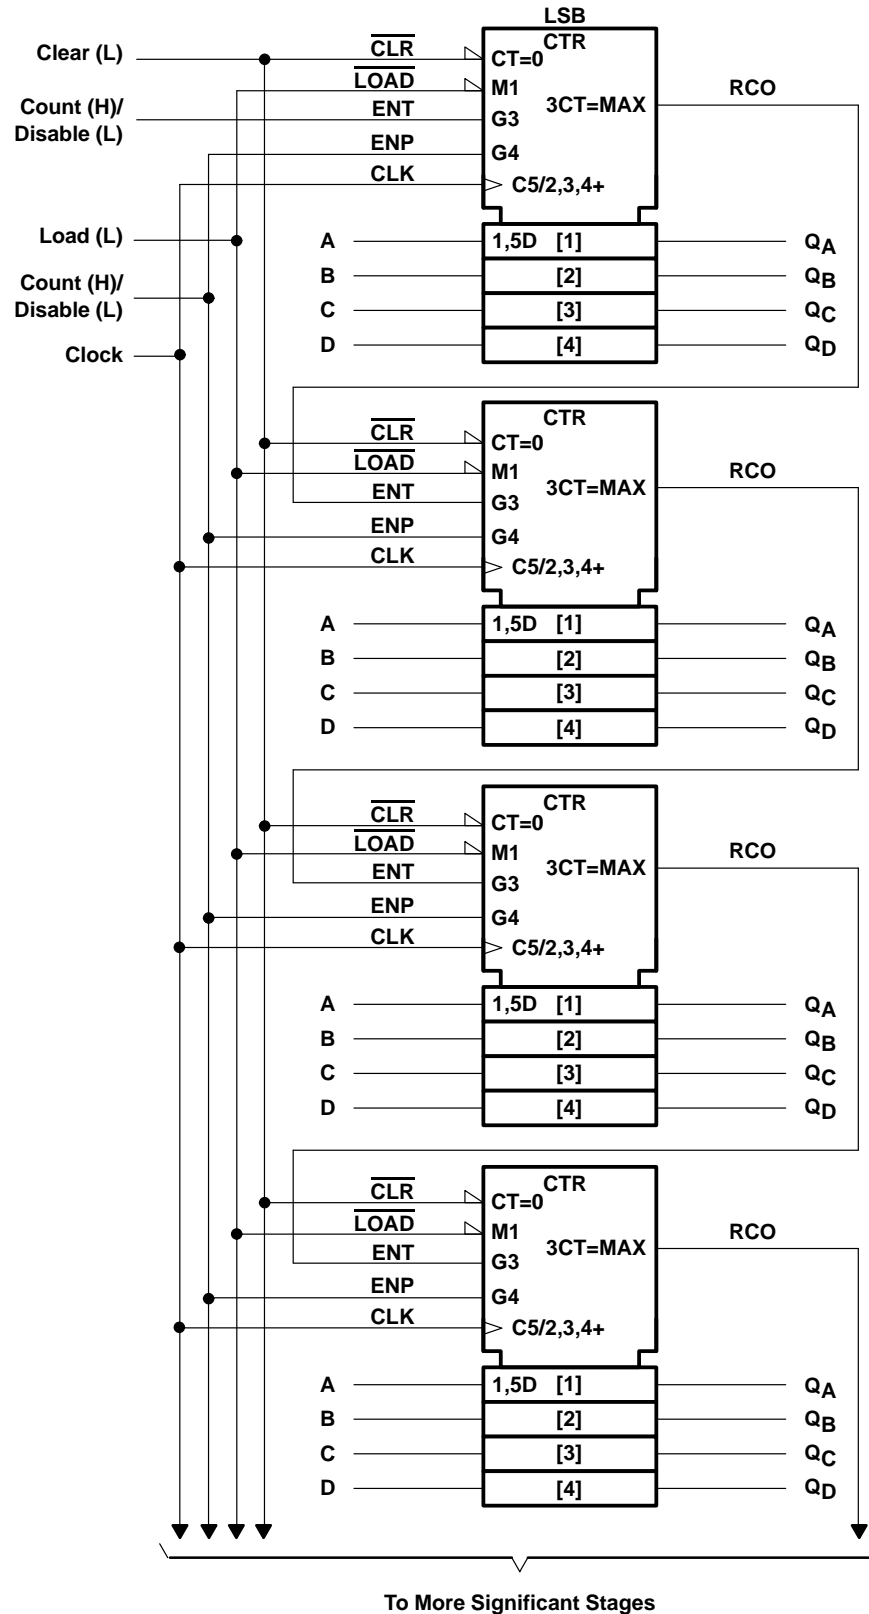 LSB
Clear (L)
CLR
CTR
CT=0
LOAD
M1
Count (H)/
Disable (L)
ENT
G3
3CT=MAX
RCO
ENP
G4
CLK
C5/2,3,4+
Load (L)
A
1,5D [1]
QA
Count (H)/
Disable (L)
B
[2]
QB
C
[3]
QC
Clock
D
[4]
QD
CTR
CLR
CT=0
LOAD
M1
3CT=MAX
RCO
ENT
G3
ENP
G4
CLK
C5/2,3,4+
A
1,5D [1]
QA
B
[2]
QB
C
[3]
QC
D
[4]
QD
CTR
CLR
CT=0
LOAD
M1
3CT=MAX
RCO
ENT
G3
ENP
G4
CLK
C5/2,3,4+
A
1,5D [1]
QA
B
[2]
QB
C
[3]
QC
D
[4]
QD
CTR
CLR
CT=0
LOAD
M1
3CT=MAX
RCO
ENT
G3
ENP
G4
CLK
C5/2,3,4+
A
1,5D [1]
QA
B
[2]
QB
C
[3]
QC
D
[4]
QD
To More Significant Stages